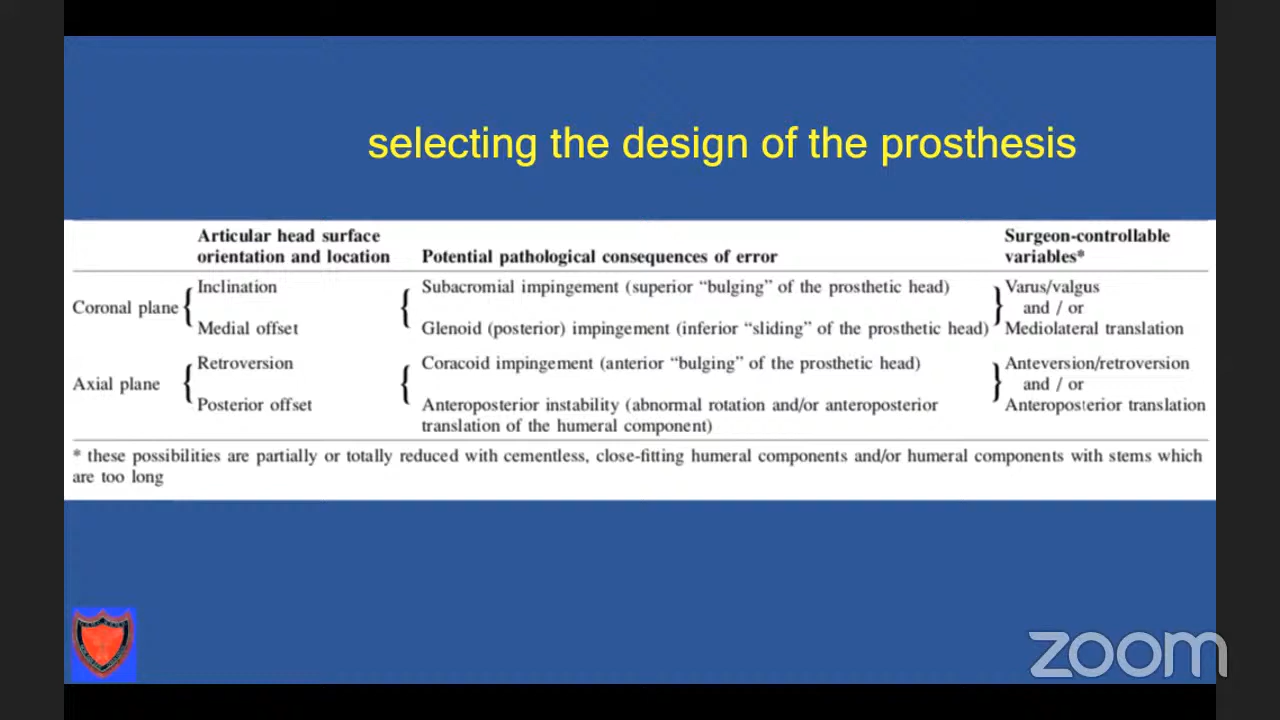 selecting the design of the prosthesis
Articular head surface
orientation and location
Potential pathological consequences of error
Surgeon-controllable
variables*
Coronal plane
Inclination
Medial offset
Subacromial impingement (superior “bulging” of the prosthetic head)
Glenoid (posterior) impingement (inferior “sliding” of the prosthetic head)
Varus/valgus
and / or
Mediolateral translation
Axial plane
Retroversion
Posterior offset
Coracoid impingement (anterior “bulging” of the prosthetic head)
Anteroposterior instability (abnormal rotation and/or anteroposterior
translation of the humeral component)
Anteversion/retroversion
and / or
Anteroposterior translation
* these possibilities are partially or totally reduced with cementless, close-fitting humeral components and/or humeral components with stems which
are too long
zoom